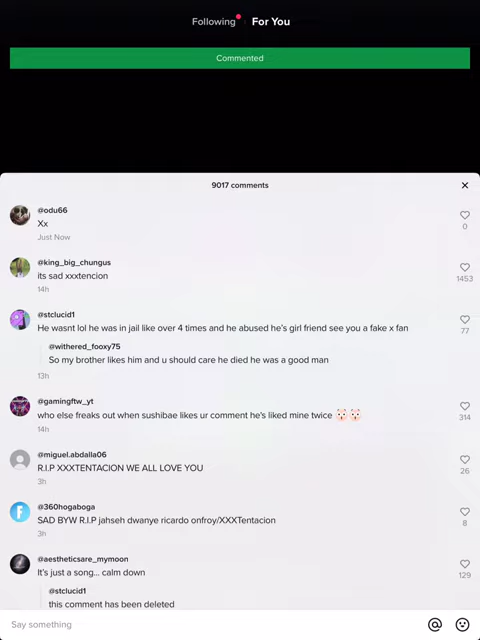 Following For You
Commented
9017 comments
@odu66
Xx
Just Now
0
@king_big_chungus
its sad xxxtencion
14h
1453
@stclucid1
He wasnt lol he was in jail like over 4 times and he abused he's girl friend see you a fake x fan
77
@withered_fooxy75
So my brother likes him and u should care he died he was a good man
13h
@gamingftw_yt
who else freaks out when sushibae likes ur comment he's liked mine twice 🤯🤯
14h
314
@miguel.abdalla06
R.I.P XXXTENTACION WE ALL LOVE YOU
3h
26
@360hogaboga
SAD BYW R.I.P jahseh dwanye ricardo onfroy/XXXTentacion
3h
8
@aestheticsare_mymoon
It's just a song... calm down
129
@stclucid1
this comment has been deleted
Say something